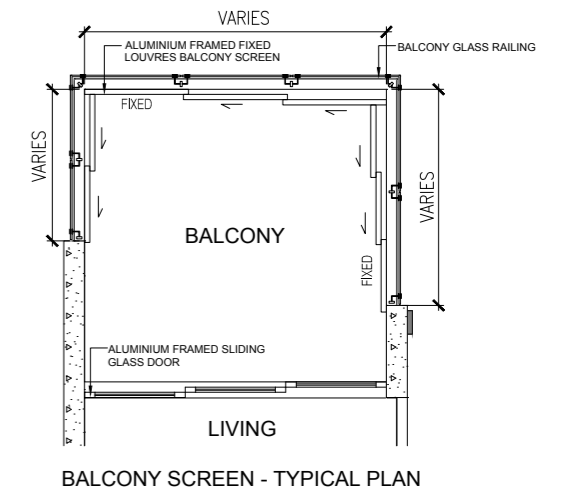 VARIES
ALUMINIUM FRAMED FIXED
LOUVRES BALCONY SCREEN
BALCONY GLASS RAILING
FIXED
VARIES
VARIES
BALCONY
FIXED
ALUMINIUM FRAMED SLIDING
GLASS DOOR
LIVING
BALCONY SCREEN - TYPICAL PLAN